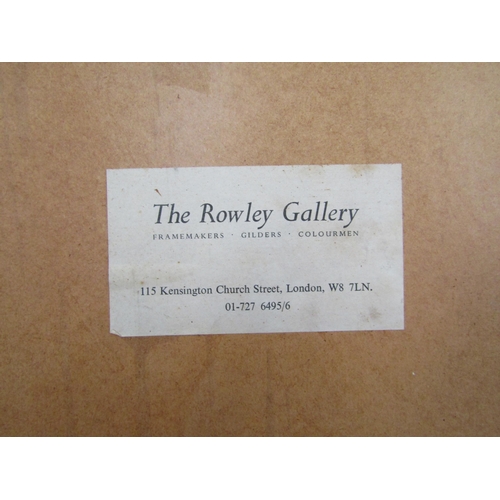 The Rowley Gallery
FRAMEMAKERS · GILDERS · COLOURMEN
115 Kensington Church Street, London, W8 7LN.
01-727 6495/6